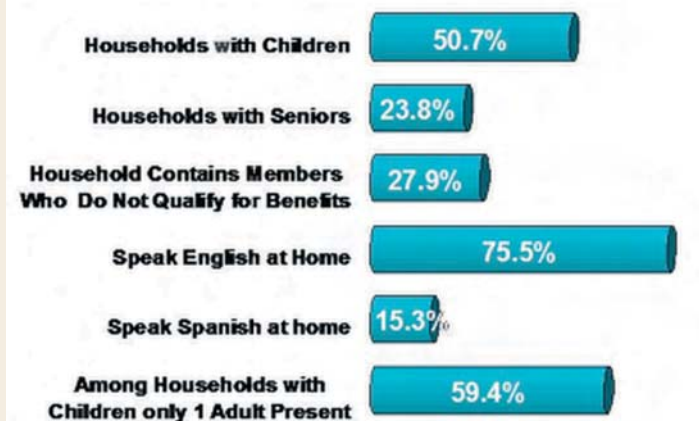 Households with Children
50.7%
Households with Seniors
23.8%
Household Contains Members
Who Do Not Qualify for Benefits
27.9%
Speak English at Home
75.5%
Speak Spanish at home
15.3%
Among Households with
Children only 1 Adult Present
59.4%